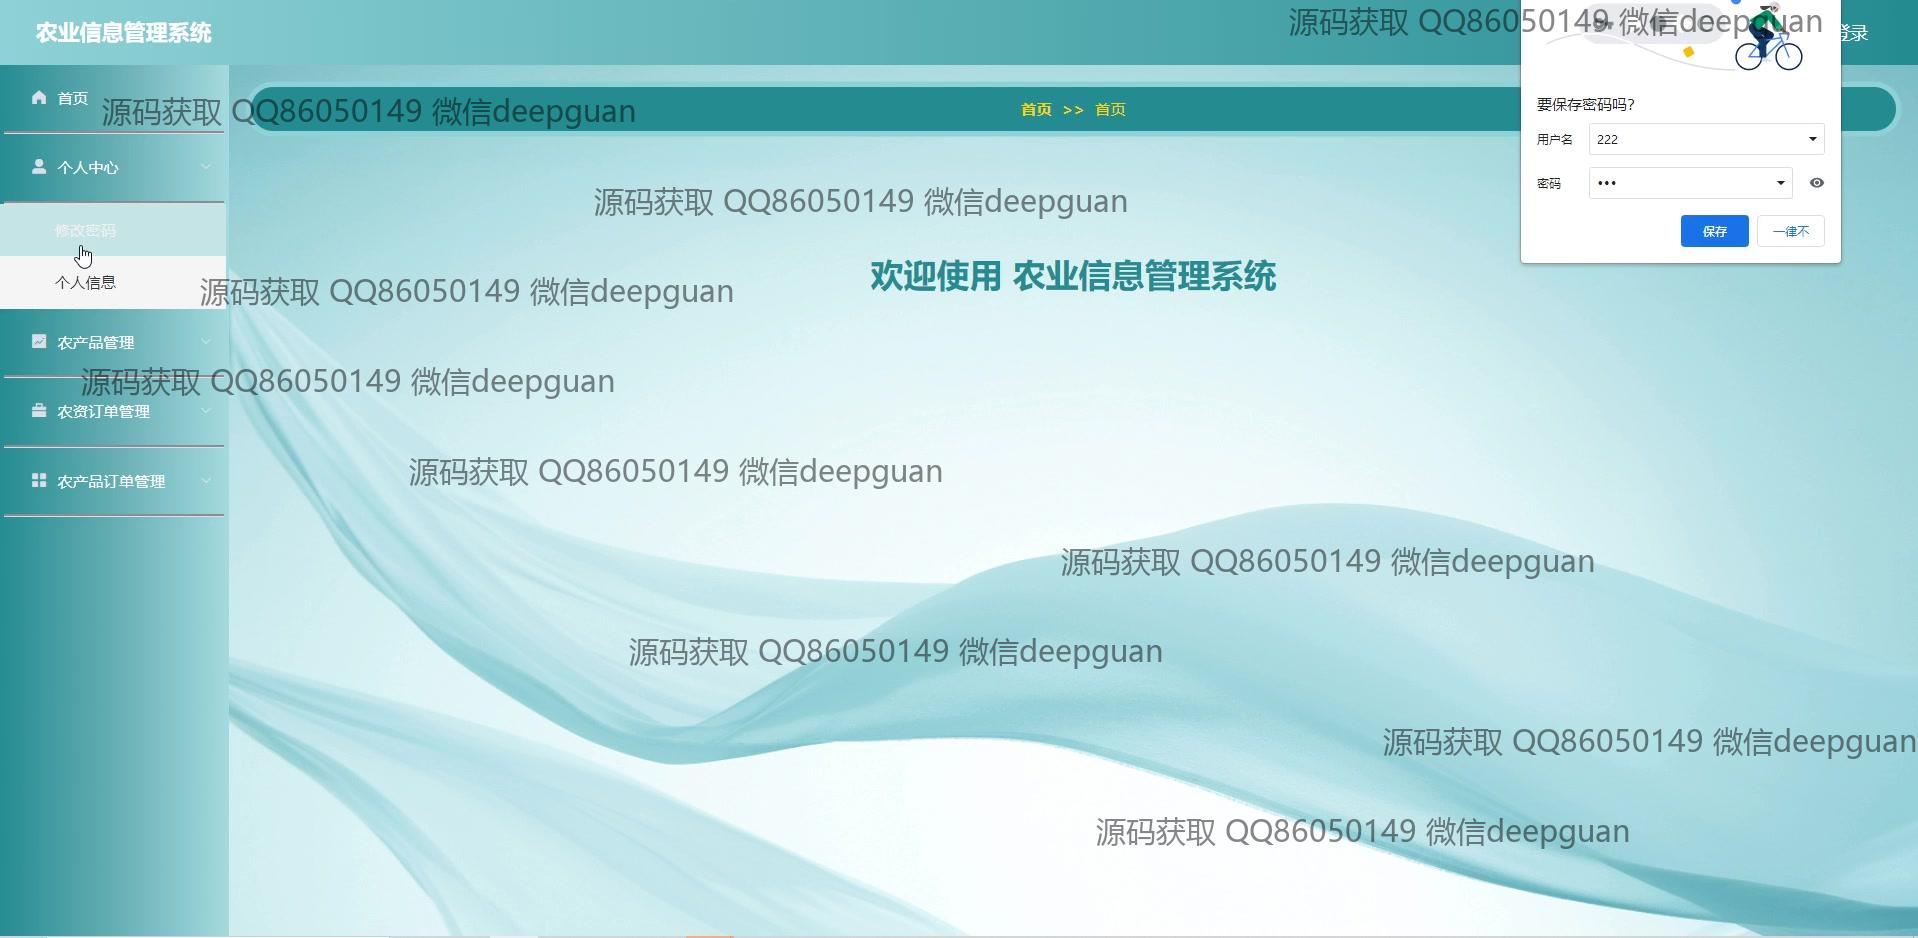 农业信息管理系统
源码获取 QQ86050149 微信deepguan
登录
首页
源码获取 QQ86050149 微信deepguan
首页 >> 首页
要保存密码吗?
用户名 222
密码 •••
保存 一律不
个人中心
修改密码
个人信息
源码获取 QQ86050149 微信deepguan
欢迎使用 农业信息管理系统
源码获取 QQ86050149 微信deepguan
农产品管理
源码获取 QQ86050149 微信deepguan
农资订单管理
农产品订单管理
源码获取 QQ86050149 微信deepguan
源码获取 QQ86050149 微信deepguan
源码获取 QQ86050149 微信deepguan
源码获取 QQ86050149 微信deepguan
源码获取 QQ86050149 微信deepguan